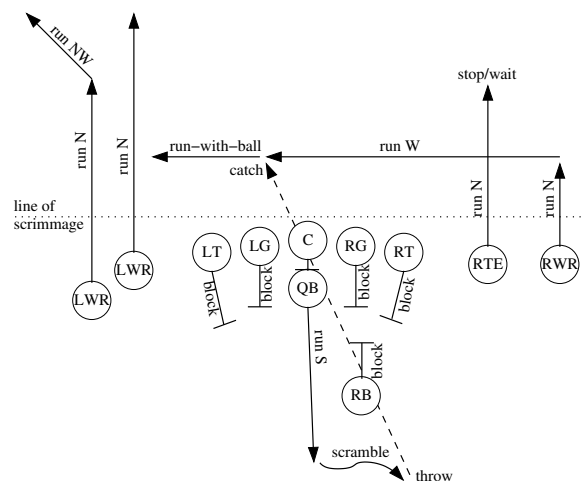 run NW
stop/wait
run N
run N
run−with−ball
run W
catch
run N
run N
line of
scrimmage
LT
LG
C
RG
RT
LWR
LWR
RTE
RWR
QB
block
block
block
block
run S
block
RB
scramble
throw